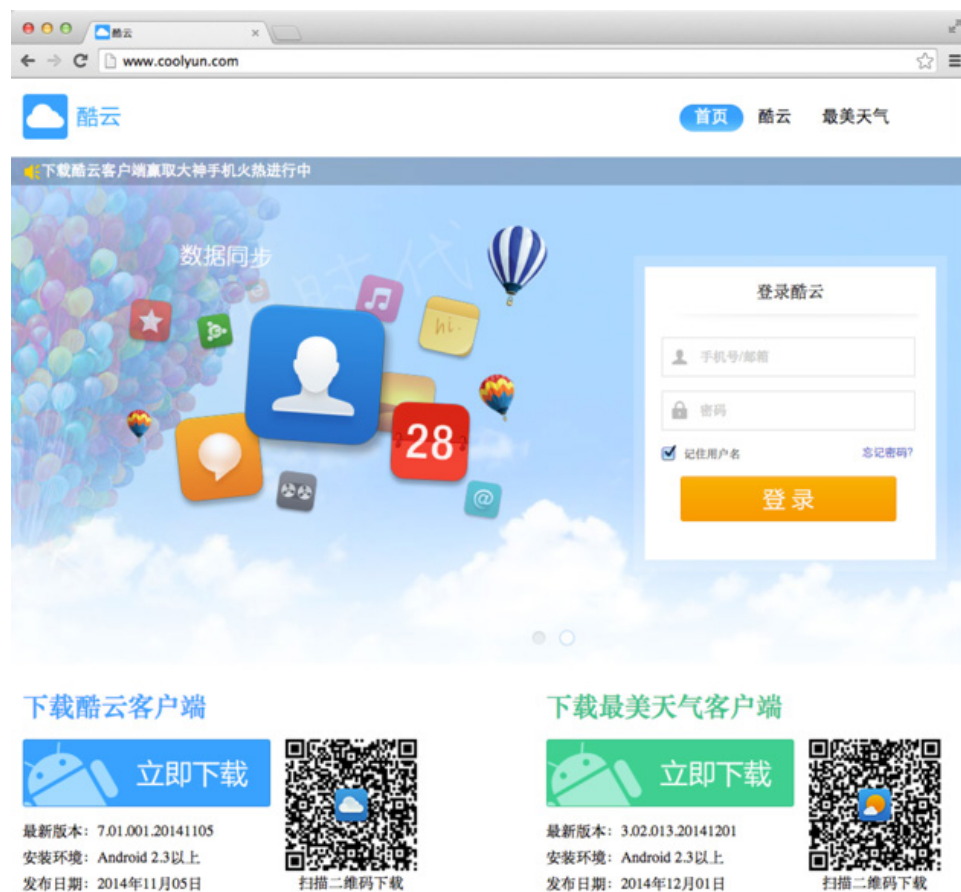 酷云
www.coolyun.com
酷云
首页 酷云 最美天气
下载酷云客户端赢取大神手机火热进行中
数据同步
时代
hi.
28
@
登录酷云
手机号/邮箱
密码
记住用户名 忘记密码?
登录
下载酷云客户端
立即下载
最新版本：7.01.001.20141105
安装环境：Android 2.3以上
发布日期：2014年11月05日
扫描二维码下载
下载最美天气客户端
立即下载
最新版本：3.02.013.20141201
安装环境：Android 2.3以上
发布日期：2014年12月01日
扫描二维码下载